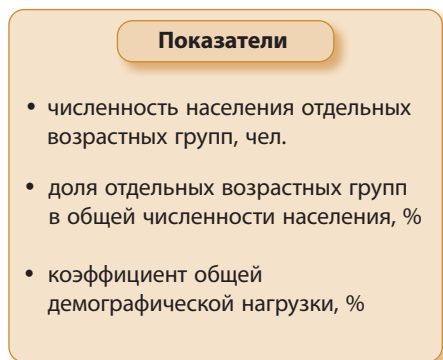 Показатели
• численность населения отдельных
возрастных групп, чел.
• доля отдельных возрастных групп
в общей численности населения, %
• коэффициент общей
демографической нагрузки, %